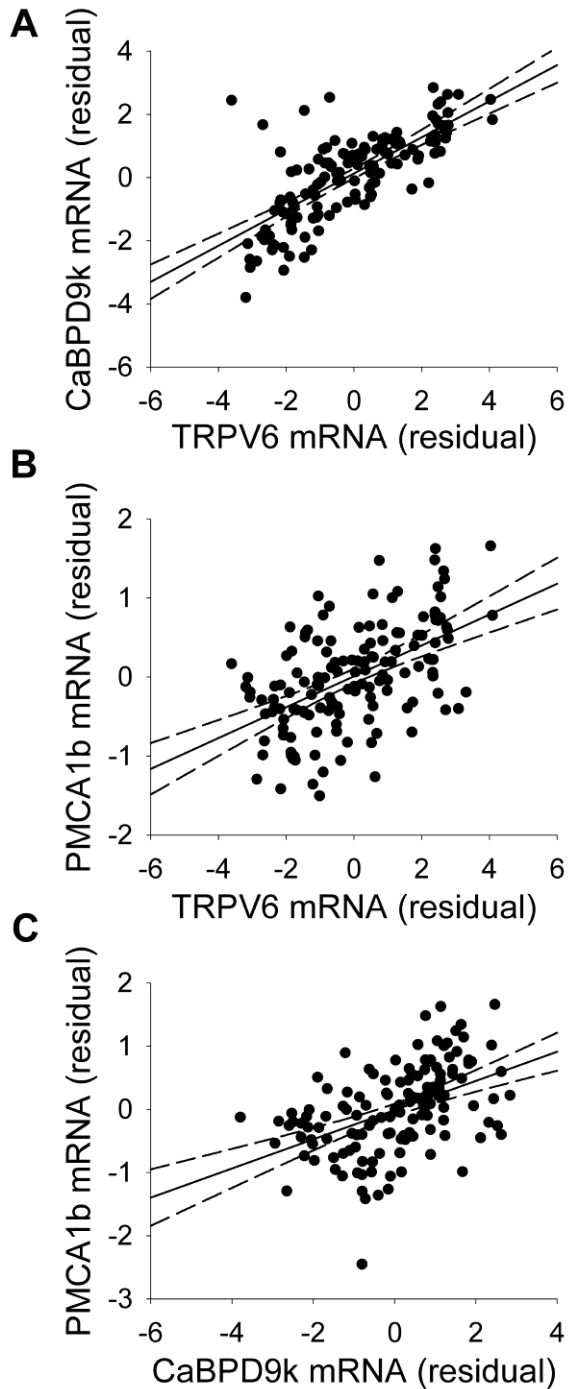 A
CaBPD9k mRNA (residual)
4
2
0
-2
-4
-6
-6 -4 -2 0 2 4 6
TRPV6 mRNA (residual)
B
PMCA1b mRNA (residual)
2
1
0
-1
-2
-6 -4 -2 0 2 4 6
TRPV6 mRNA (residual)
C
PMCA1b mRNA (residual)
2
1
0
-1
-2
-3
-6 -4 -2 0 2 4 6
CaBPD9k mRNA (residual)